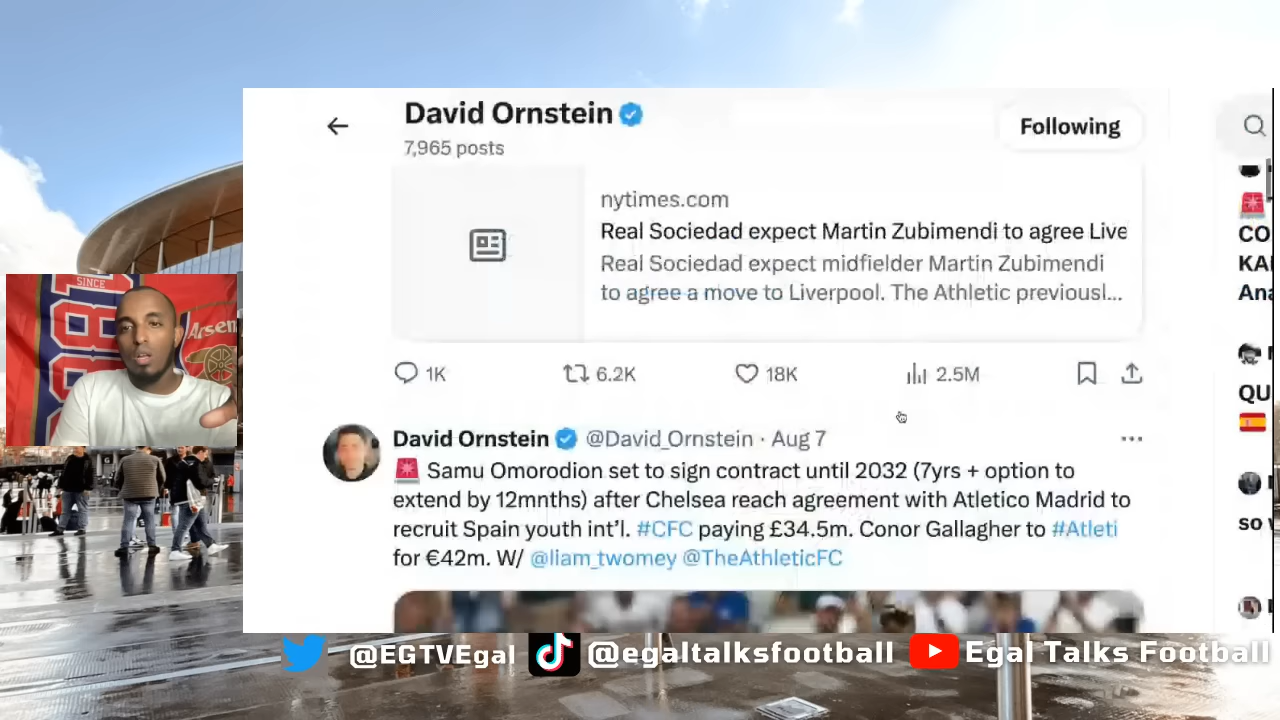 David Ornstein
7,965 posts
Following
nytimes.com
Real Sociedad expect Martin Zubimendi to agree Live
Real Sociedad expect midfielder Martin Zubimendi
to agree a move to Liverpool. The Athletic previousl...
1K 6.2K 18K 2.5M
David Ornstein @David_Ornstein · Aug 7
🚨 Samu Omorodion set to sign contract until 2032 (7yrs + option to
extend by 12mnths) after Chelsea reach agreement with Atletico Madrid to
recruit Spain youth int'l. #CFC paying £34.5m. Conor Gallagher to #Atleti
for €42m. W/ @liam_twomey @TheAthleticFC
CO
KA
Ana
QU
so
SINCE
Arsen
@EGTVEgal @egaltalksfootball Egal Talks Football